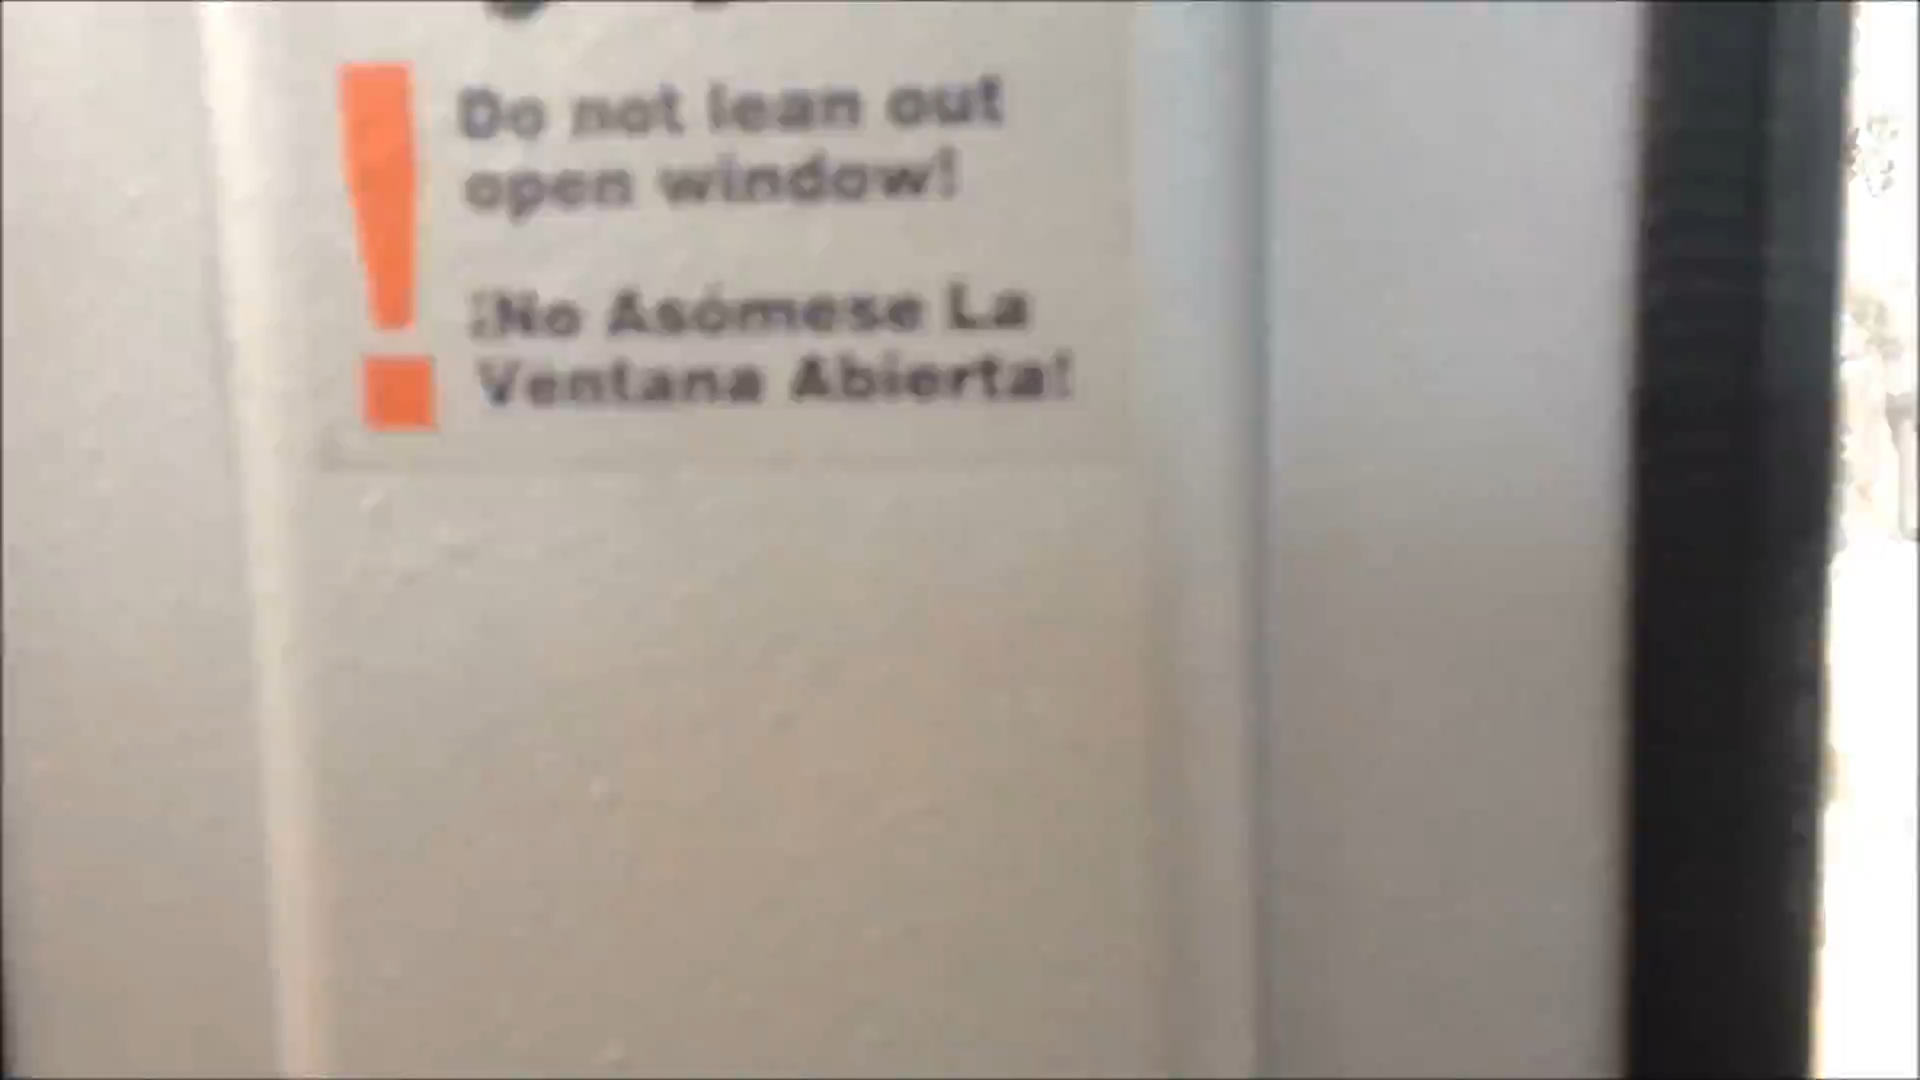 Do not lean out
open window!
¡No Asómese La
Ventana Abierta!